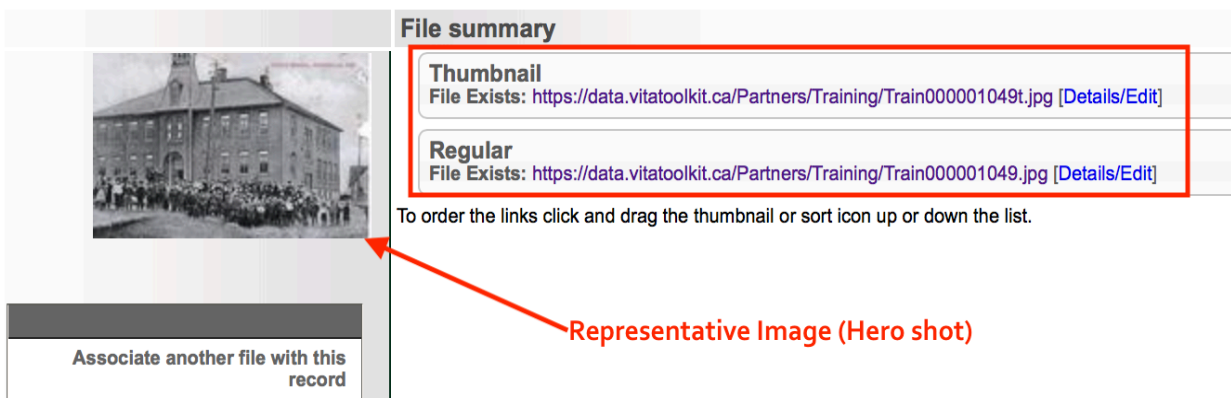 File summary
Thumbnail
File Exists: https://data.vitatoolkit.ca/Partners/Training/Train000001049t.jpg [Details/Edit]
Regular
File Exists: https://data.vitatoolkit.ca/Partners/Training/Train000001049.jpg [Details/Edit]
To order the links click and drag the thumbnail or sort icon up or down the list.
Representative Image (Hero shot)
Associate another file with this
record